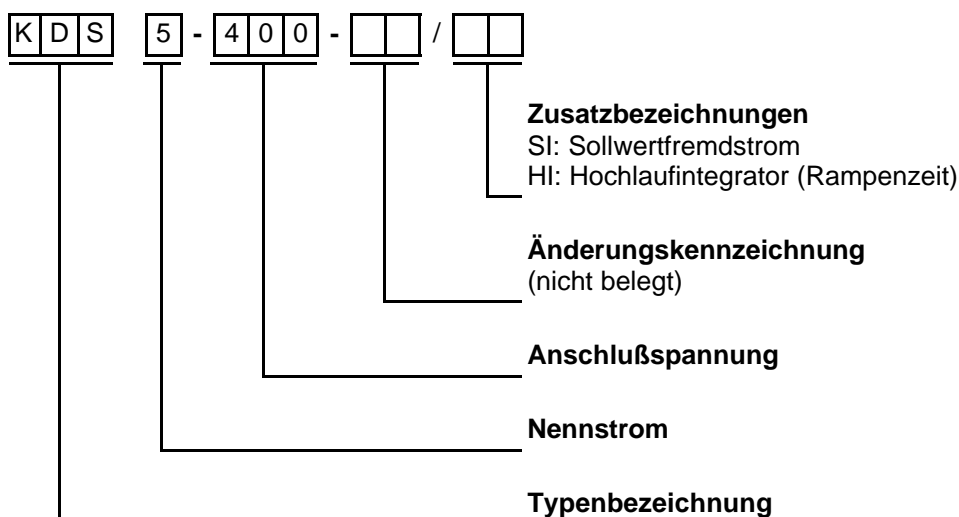 KDS 5 - 400 - /
Zusatzbezeichnungen
SI: Sollwertfremdstrom
HI: Hochlaufintegrator (Rampenzeit)
Änderungskennzeichnung
(nicht belegt)
Anschlußspannung
Nennstrom
Typenbezeichnung